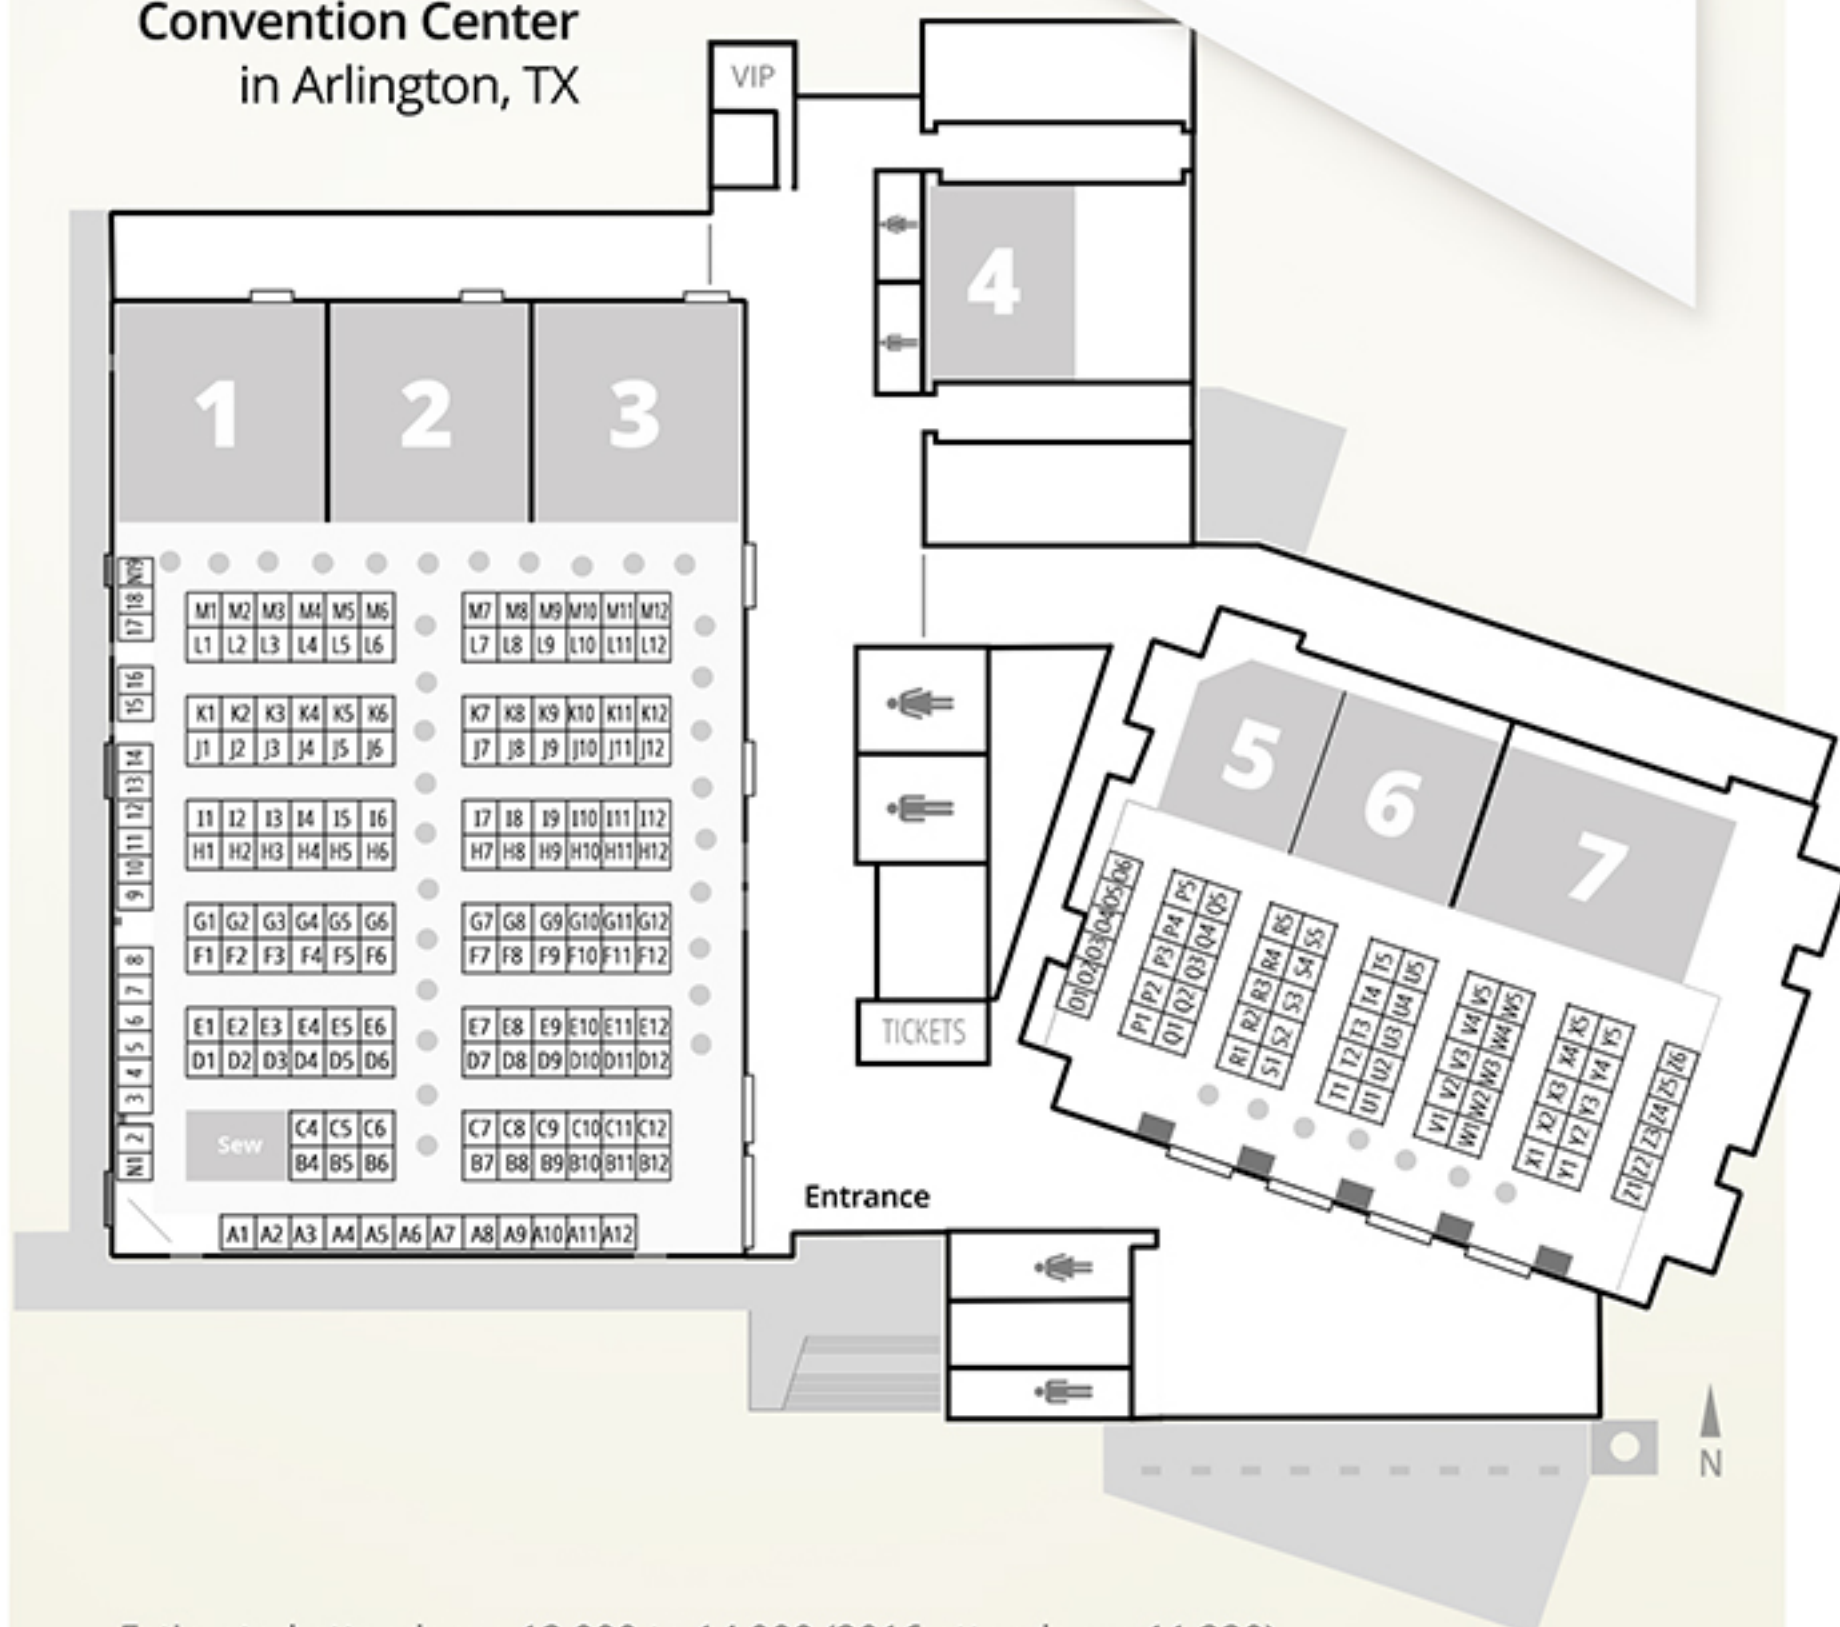 Convention Center
in Arlington, TX
VIP
4
1 2 3
N19
18
17
16
15
14
13
12
11
10
9
8
7
6
5
4
3
2
N1
M1 M2 M3 M4 M5 M6 M7 M8 M9 M10 M11 M12
L1 L2 L3 L4 L5 L6 L7 L8 L9 L10 L11 L12
K1 K2 K3 K4 K5 K6 K7 K8 K9 K10 K11 K12
J1 J2 J3 J4 J5 J6 J7 J8 J9 J10 J11 J12
I1 I2 I3 I4 I5 I6 I7 I8 I9 I10 I11 I12
H1 H2 H3 H4 H5 H6 H7 H8 H9 H10 H11 H12
G1 G2 G3 G4 G5 G6 G7 G8 G9 G10 G11 G12
F1 F2 F3 F4 F5 F6 F7 F8 F9 F10 F11 F12
E1 E2 E3 E4 E5 E6 E7 E8 E9 E10 E11 E12
D1 D2 D3 D4 D5 D6 D7 D8 D9 D10 D11 D12
Sew
C4 C5 C6 C7 C8 C9 C10 C11 C12
B4 B5 B6 B7 B8 B9 B10 B11 B12
A1 A2 A3 A4 A5 A6 A7 A8 A9 A10 A11 A12
TICKETS
Entrance
5 6 7
O1 O2 O3 O4 O5 O6
P1 P2 P3 P4 P5
Q1 Q2 Q3 Q4 Q5
R1 R2 R3 R4 R5
S1 S2 S3 S4 S5
T1 T2 T3 T4 T5
U1 U2 U3 U4 U5
V1 V2 V3 V4 V5
W1 W2 W3 W4 W5
X1 X2 X3 X4 X5
Y1 Y2 Y3 Y4 Y5
Z1 Z2 Z3 Z4 Z5 Z6
N